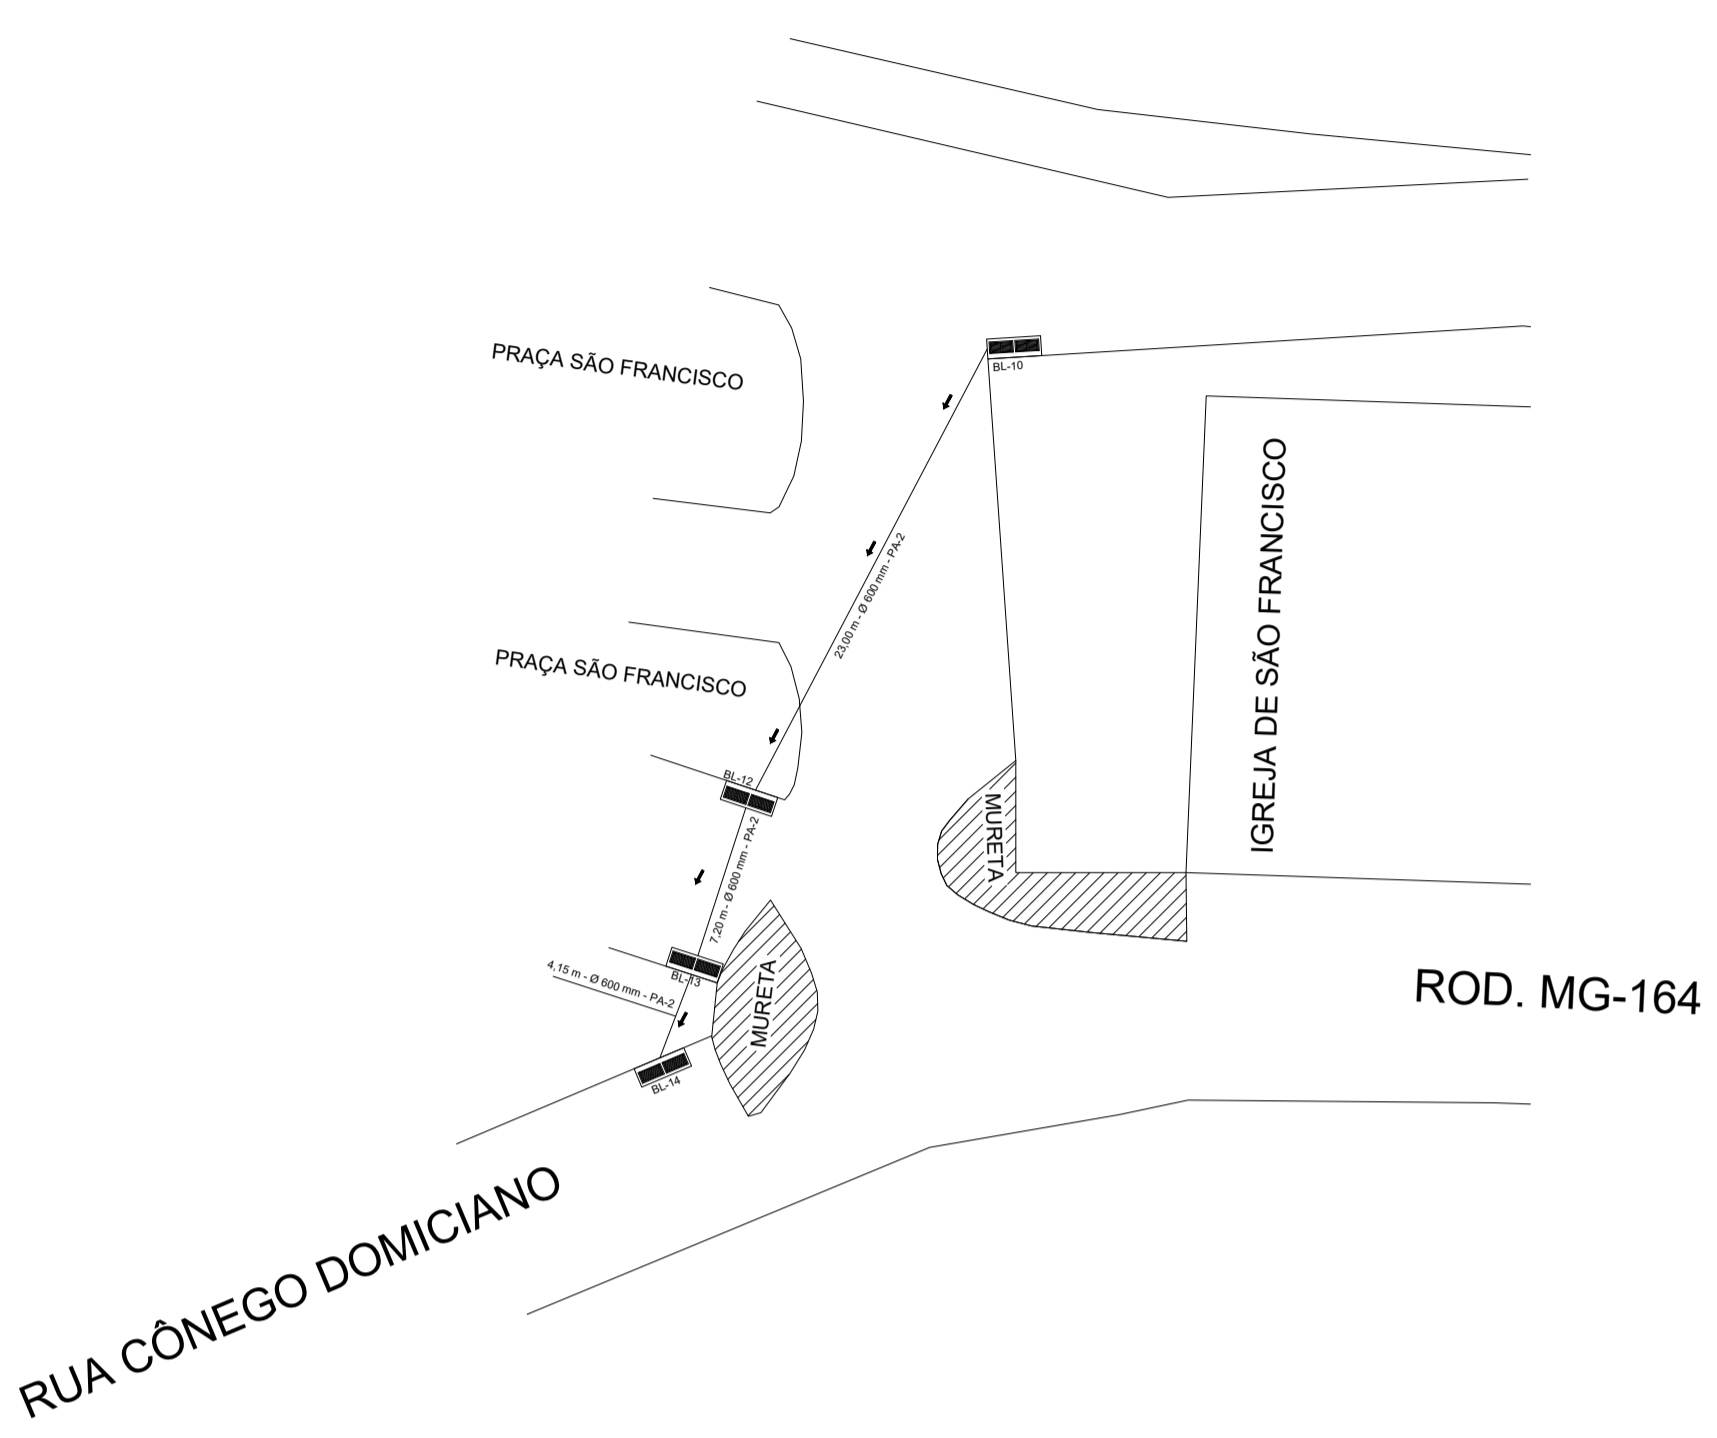 PRAÇA SÃO FRANCISCO
BL-10
IGREJA DE SÃO FRANCISCO
23,00 m - Ø 600 mm - PA-2
PRAÇA SÃO FRANCISCO
BL-12
MURETA
7,20 m - Ø 600 mm - PA-2
BL-13
4,15 m - Ø 600 mm - PA-2
MURETA
ROD. MG-164
BL-14
RUA CÔNEGO DOMICIANO